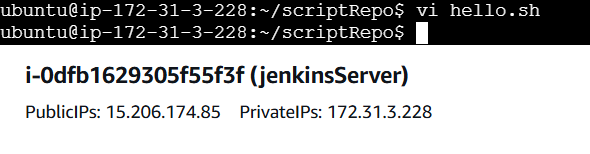 ubuntu@ip-172-31-3-228:~/scriptRepo$ vi hello.sh
ubuntu@ip-172-31-3-228:~/scriptRepo$
i-0dfb1629305f55f3f (jenkinsServer)
PublicIPs: 15.206.174.85 PrivateIPs: 172.31.3.228